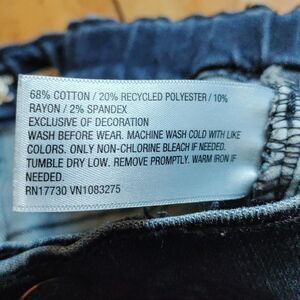 68% COTTON / 20% RECYCLED POLYESTER / 10%
RAYON / 2% SPANDEX
EXCLUSIVE OF DECORATION
WASH BEFORE WEAR. MACHINE WASH COLD WITH LIKE
COLORS. ONLY NON-CHLORINE BLEACH IF NEEDED.
TUMBLE DRY LOW. REMOVE PROMPTLY. WARM IRON IF
NEEDED.
RN17730 VN1083275